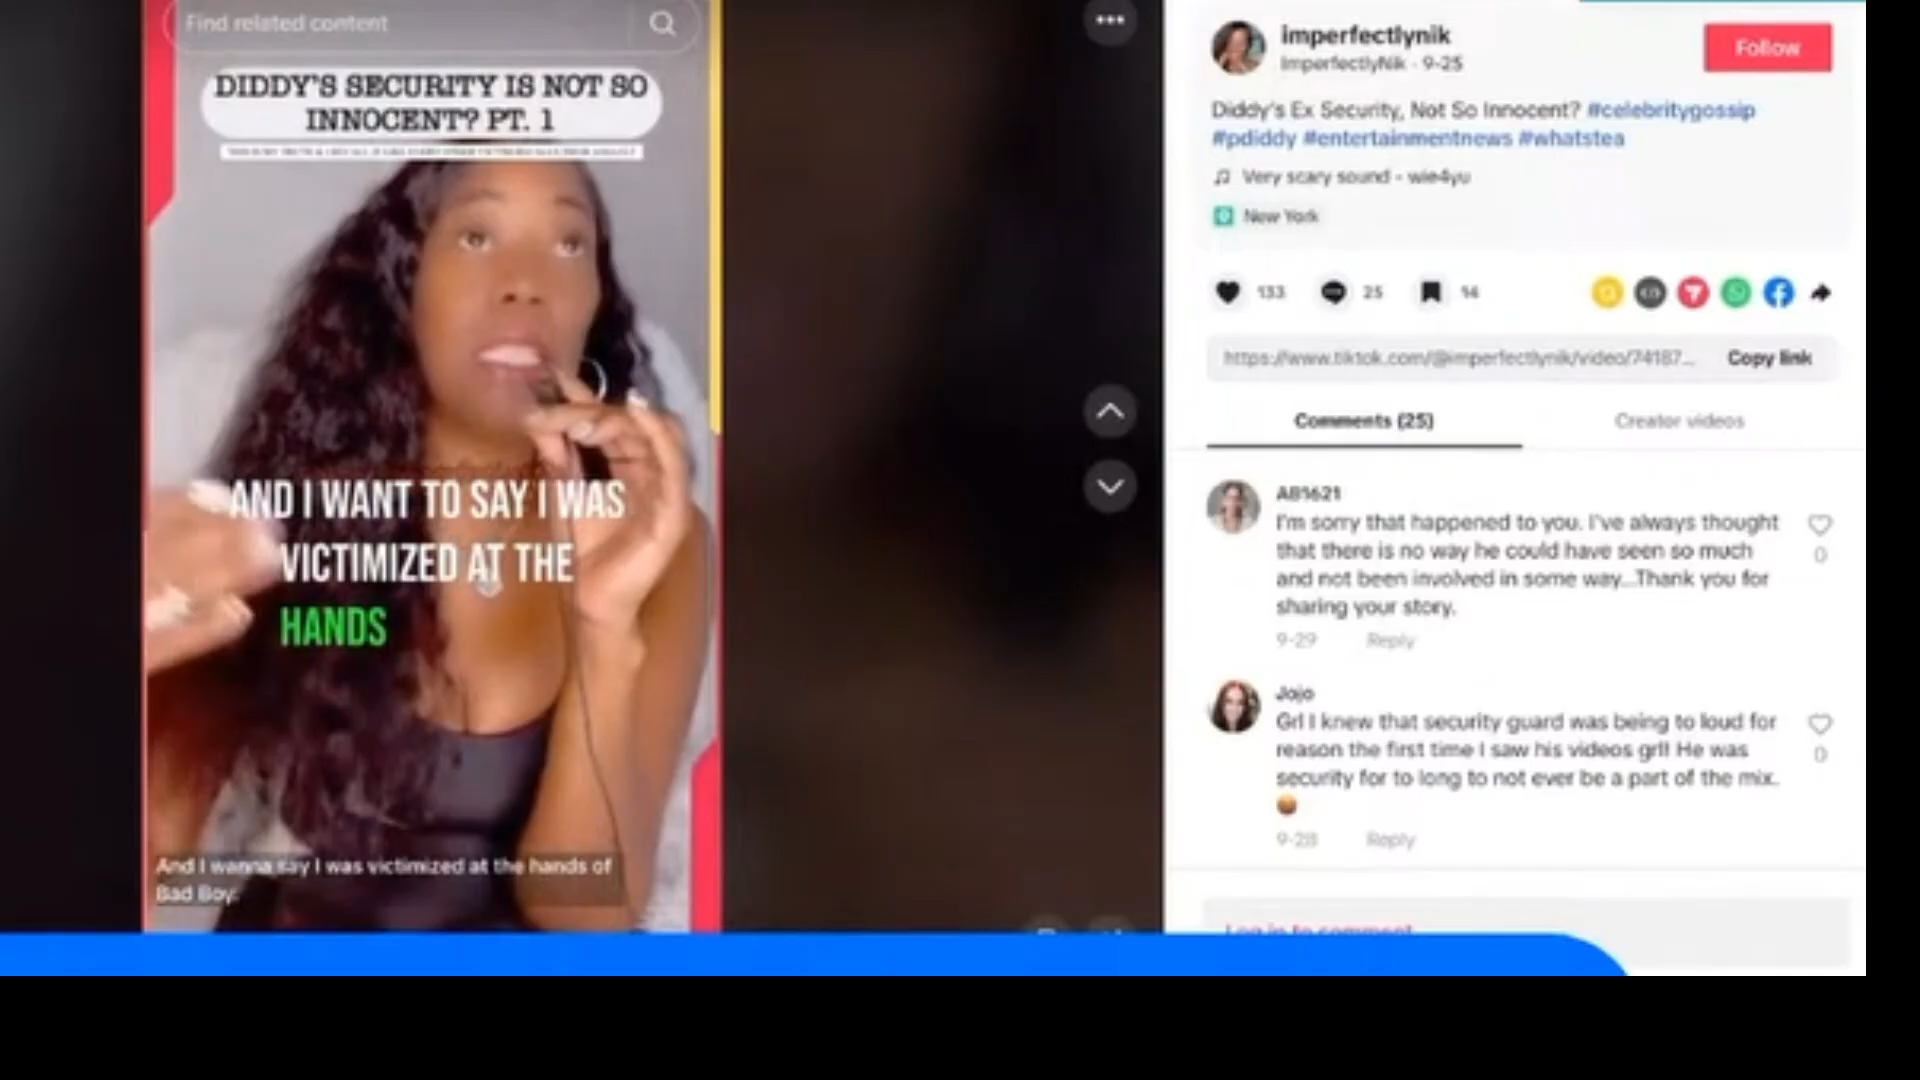 Find related content
DIDDY'S SECURITY IS NOT SO
INNOCENT? PT. 1
AND I WANT TO SAY I WAS
VICTIMIZED AT THE
HANDS
And I wanna say I was victimized at the hands of
Bad Boy.
imperfectlynik
ImperfectlyNik · 9-25
Follow
Diddy's Ex Security, Not So Innocent? #celebritygossip
#pdiddy #entertainmentnews #whatstea
Very scary sound - wie4yu
New York
133
25
14
https://www.tiktok.com/@imperfectlynik/video/74187...
Copy link
Comments (25)
Creator videos
AB1621
I'm sorry that happened to you. I've always thought
that there is no way he could have seen so much
and not been involved in some way...Thank you for
sharing your story.
0
9-29
Reply
Jojo
Grl I knew that security guard was being to loud for
reason the first time I saw his videos grl! He was
security for to long to not ever be a part of the mix.
0
9-28
Reply
Log in to comment